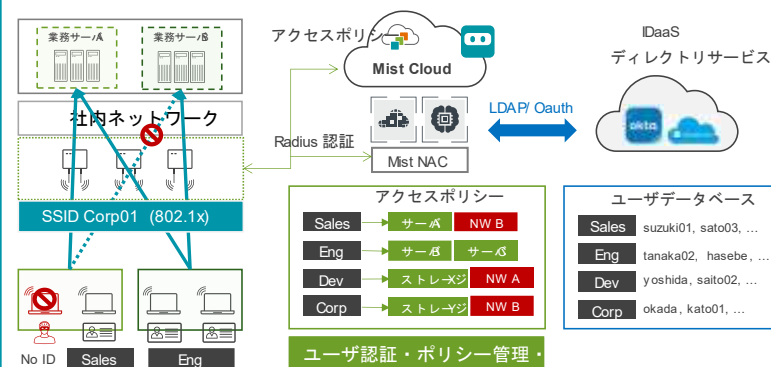 業務サーバA
業務サーバB
社内ネットワーク
SSID Corp01 (802.1x)
No ID
Sales
Eng
アクセスポリシー
Mist Cloud
Radius 認証
Mist NAC
LDAP/ Oauth
IDaaS
ディレクトリサービス
okta
アクセスポリシー
Sales
サーバA
NW B
Eng
サーバB
サーバC
Dev
ストレージX
NW A
Corp
ストレージY
NW B
ユーザ認証・ポリシー管理・
ユーザデータベース
Sales suzuki01, sato03, …
Eng tanaka02, hasebe, …
Dev yoshida, saito02, …
Corp okada, kato01, …